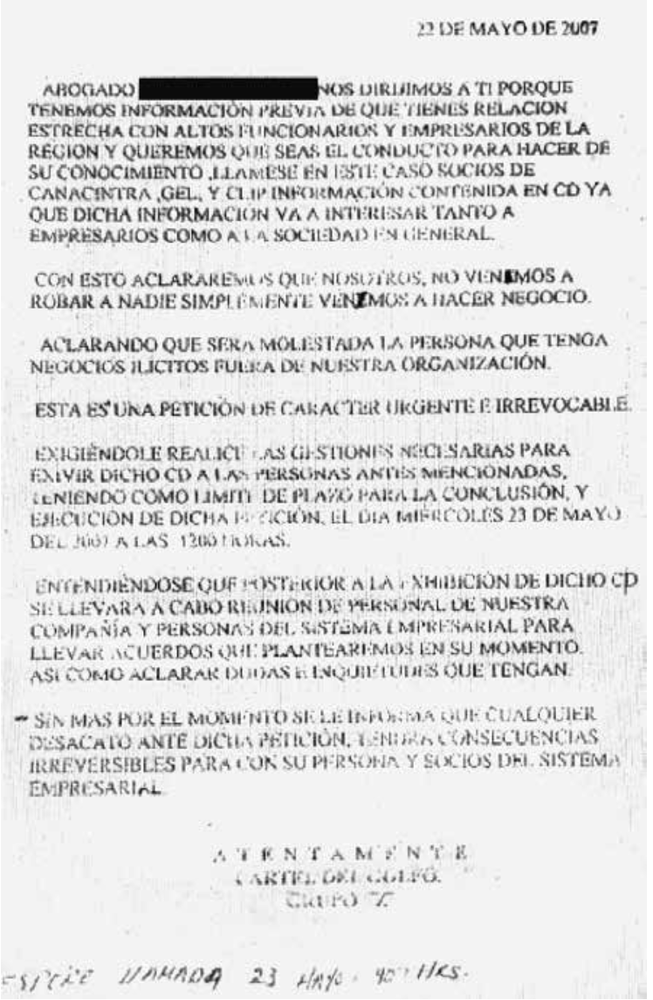 22 DE MAYO DE 2007
ABOGADO NOS DIRIJIMOS A TI PORQUE
TENEMOS INFORMACIÒN PREVIA DE QUE TIENES RELACION
ESTRECHA CON ALTOS FUNCIONARIOS Y EMPRESARIOS DE LA
REGION Y QUEREMOS QUE SEAS EL CONDUCTO PARA HACER DE
SU CONOCIMIENTO ,LLAMESE EN ESTE CASO SOCIOS DE
CANACINTRA ,GEL, Y CLIP INFORMACIÒN CONTENIDA EN CD YA
QUE DICHA INFORMACION VA A INTERESAR TANTO A
EMPRESARIOS COMO A LA SOCIEDAD EN GENERAL.
CON ESTO ACLARAREMOS QUE NOSOTROS, NO VENIMOS A
ROBAR A NADIE SIMPLEMENTE VENIMOS A HACER NEGOCIO.
ACLARANDO QUE SERA MOLESTADA LA PERSONA QUE TENGA
NEGOCIOS ILICITOS FUERA DE NUESTRA ORGANIZACIÓN.
ESTA ES UNA PETICIÒN DE CARACTER URGENTE E IRREVOCABLE.
EXIGIÉNDOLE REALICE LAS GESTIONES NECESARIAS PARA
EXIVIR DICHO CD A LAS PERSONAS ANTES MENCIONADAS,
TENIENDO COMO LIMITE DE PLAZO PARA LA CONCLUSIÓN, Y
EJECUCIÓN DE DICHA PETICIÓN, EL DIA MIÉRCOLES 23 DE MAYO
DEL 2007 A LAS 1200 HORAS.
ENTENDIÉNDOSE QUE POSTERIOR A LA EXHIBICIÓN DE DICHO CD
SE LLEVARA A CABO REUNION DE PERSONAL DE NUESTRA
COMPAÑÍA Y PERSONAS DEL SISTEMA EMPRESARIAL PARA
LLEVAR ACUERDOS QUE PLANTEAREMOS EN SU MOMENTO.
ASI COMO ACLARAR DUDAS E INQUIETUDES QUE TENGAN.
SIN MAS POR EL MOMENTO SE LE INFORMA QUE CUALQUIER
DESACATO ANTE DICHA PETICIÒN, TENDRA CONSECUENCIAS
IRREVERSIBLES PARA CON SU PERSONA Y SOCIOS DEL SISTEMA
EMPRESARIAL.
A T E N T A M E N T E
CARTEL DEL GOLFO.
GRUPO "Z"
ESPERE LLAMADA 23 MAYO. HRS.